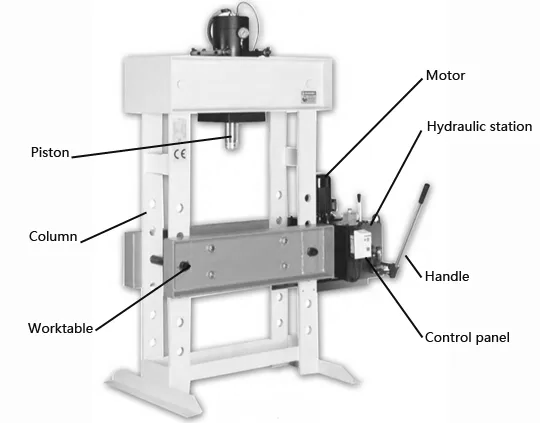 Motor
Hydraulic station
Piston
CE
Column
Handle
Worktable
Control panel